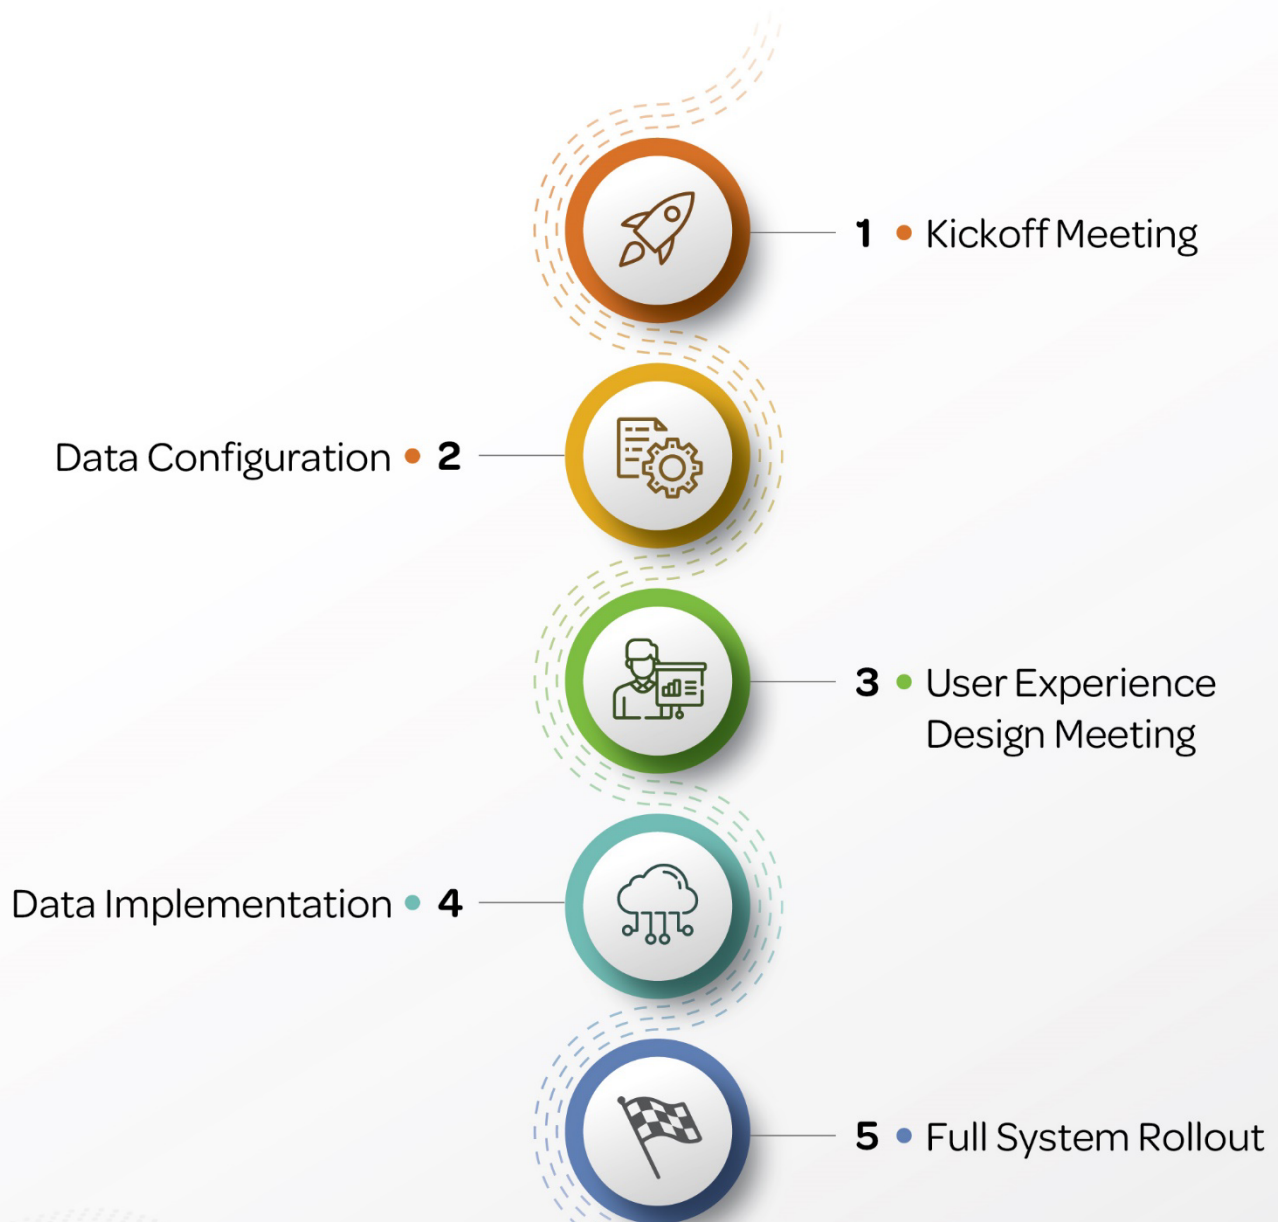 1 • Kickoff Meeting
Data Configuration • 2
3 • User Experience
Design Meeting
Data Implementation • 4
5 • Full System Rollout